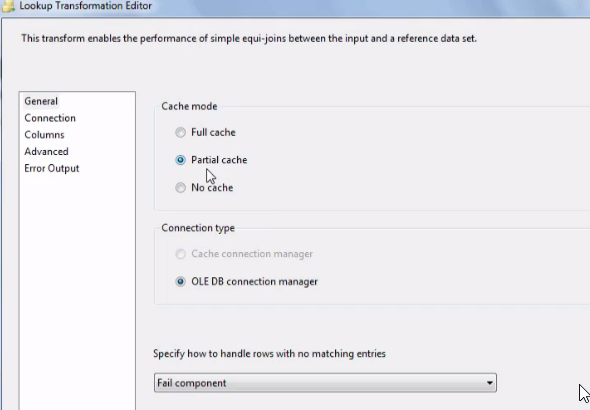 Lookup Transformation Editor
This transform enables the performance of simple equi-joins between the input and a reference data set.
General
Connection
Columns
Advanced
Error Output
Cache mode
Full cache
Partial cache
No cache
Connection type
Cache connection manager
OLE DB connection manager
Specify how to handle rows with no matching entries
Fail component